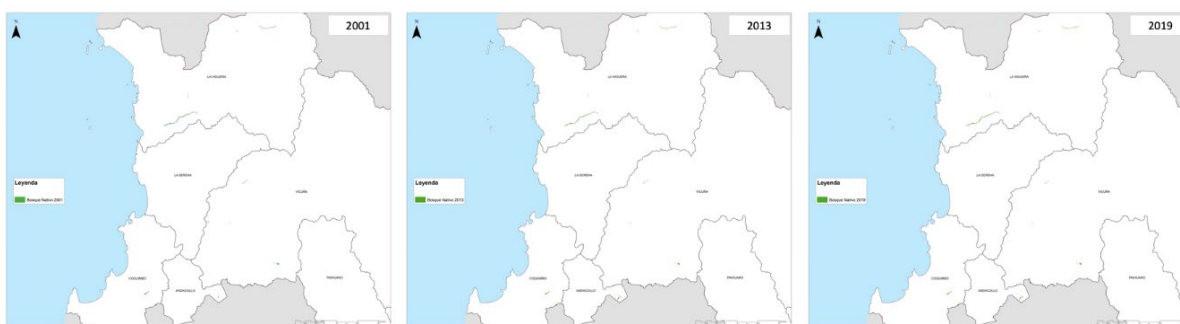 N
2001
LA HIGUERA
LA SERENA
VICUÑA
Leyenda
Bosque Nativo 2001
COQUIMBO
ANDACOLLO
PAIHUANO
N
2013
LA HIGUERA
LA SERENA
VICUÑA
Leyenda
Bosque Nativo 2013
COQUIMBO
ANDACOLLO
PAIHUANO
N
2019
LA HIGUERA
LA SERENA
VICUÑA
Leyenda
Bosque Nativo 2019
COQUIMBO
ANDACOLLO
PAIHUANO